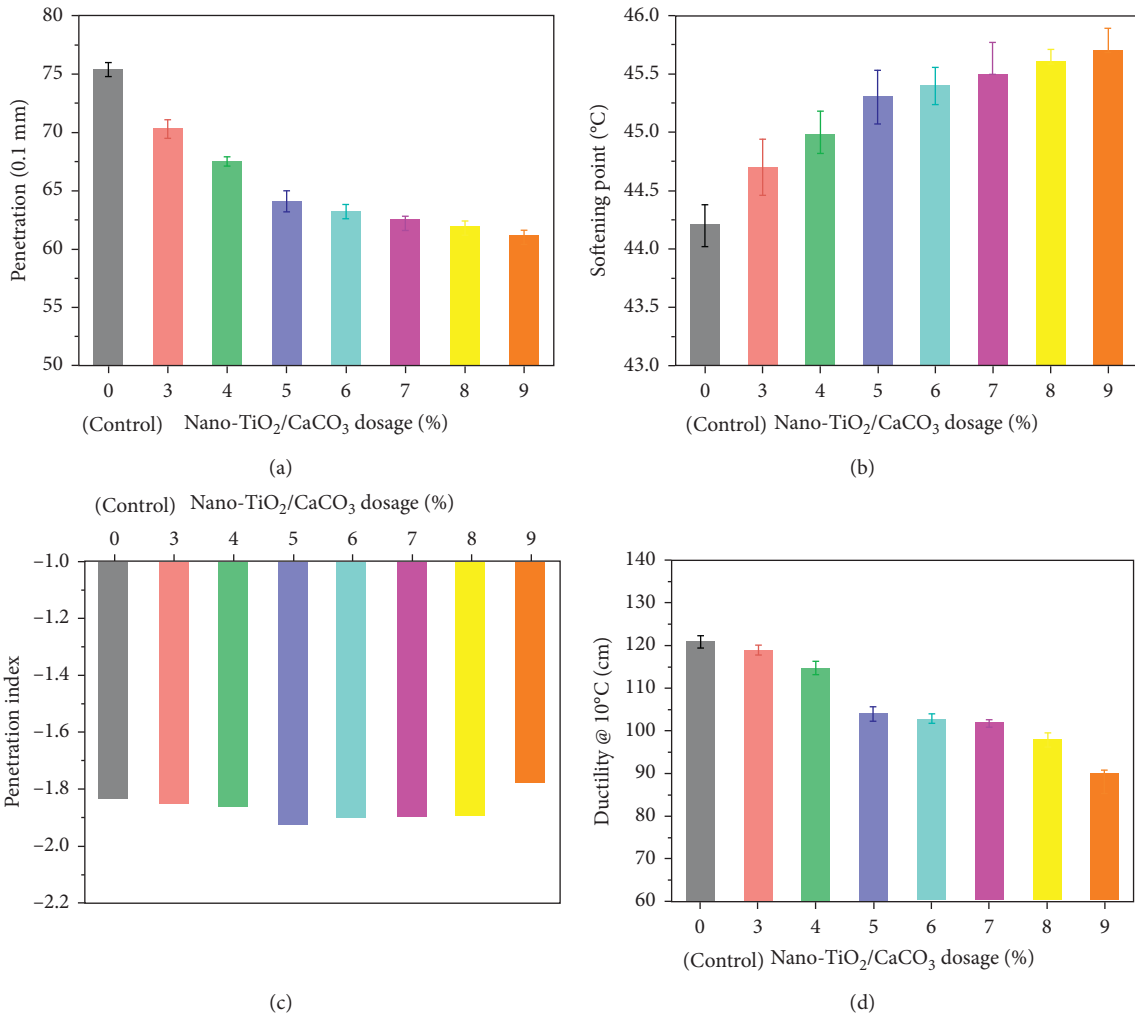 80
75
70
65
60
55
50
Penetration (0.1 mm)
0 3 4 5 6 7 8 9
(Control) Nano-TiO₂/CaCO₃ dosage (%)
(a)
46.0
45.5
45.0
44.5
44.0
43.5
43.0
Softening point (°C)
0 3 4 5 6 7 8 9
(Control) Nano-TiO₂/CaCO₃ dosage (%)
(b)
(Control) Nano-TiO₂/CaCO₃ dosage (%)
0 3 4 5 6 7 8 9
−1.0
−1.2
−1.4
−1.6
−1.8
−2.0
−2.2
Penetration index
(c)
140
130
120
110
100
90
80
70
60
Ductility @ 10°C (cm)
0 3 4 5 6 7 8 9
(Control) Nano-TiO₂/CaCO₃ dosage (%)
(d)